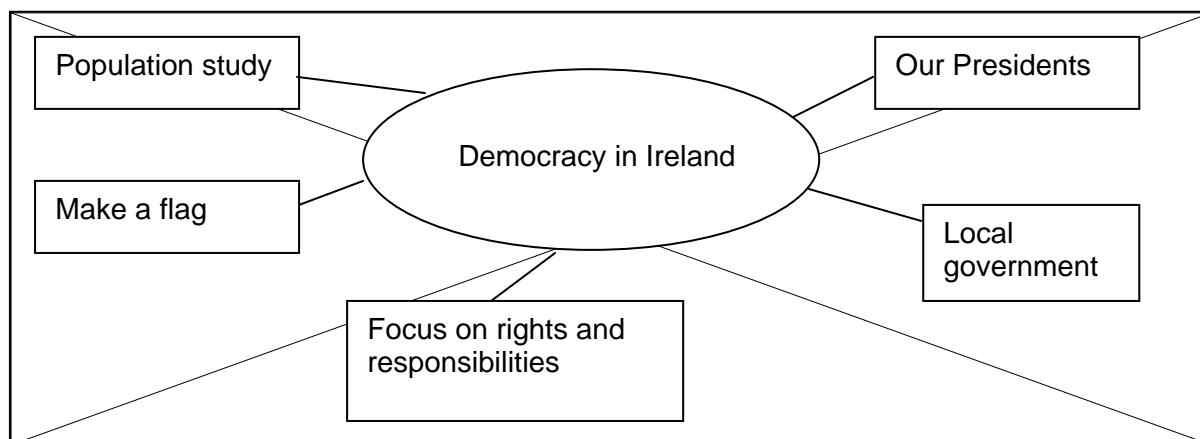 Population study
Our Presidents
Democracy in Ireland
Make a flag
Local
government
Focus on rights and
responsibilities